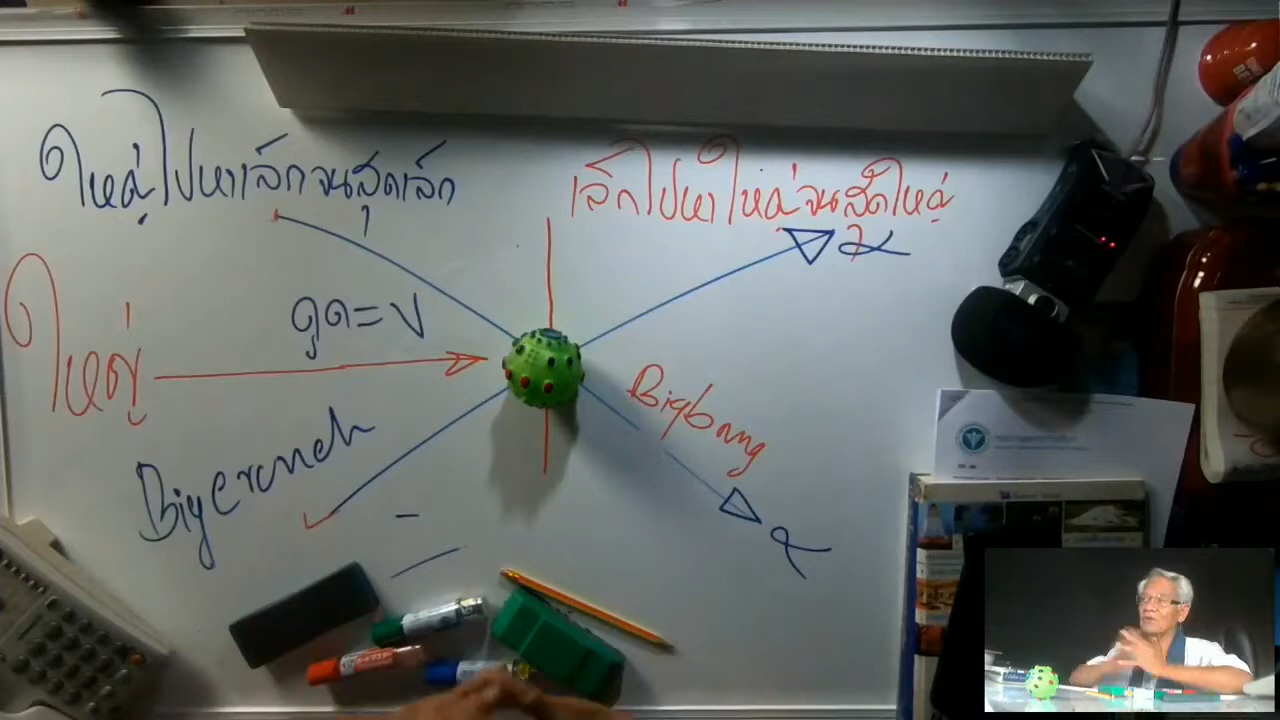 ใหญ่ไปหาเล็กจนสุดเล็ก
เล็กไปหาใหญ่จนสุดใหญ่
ใหญ่
ดูด=บ
∝
Bigbang
Bigcrunch
∝